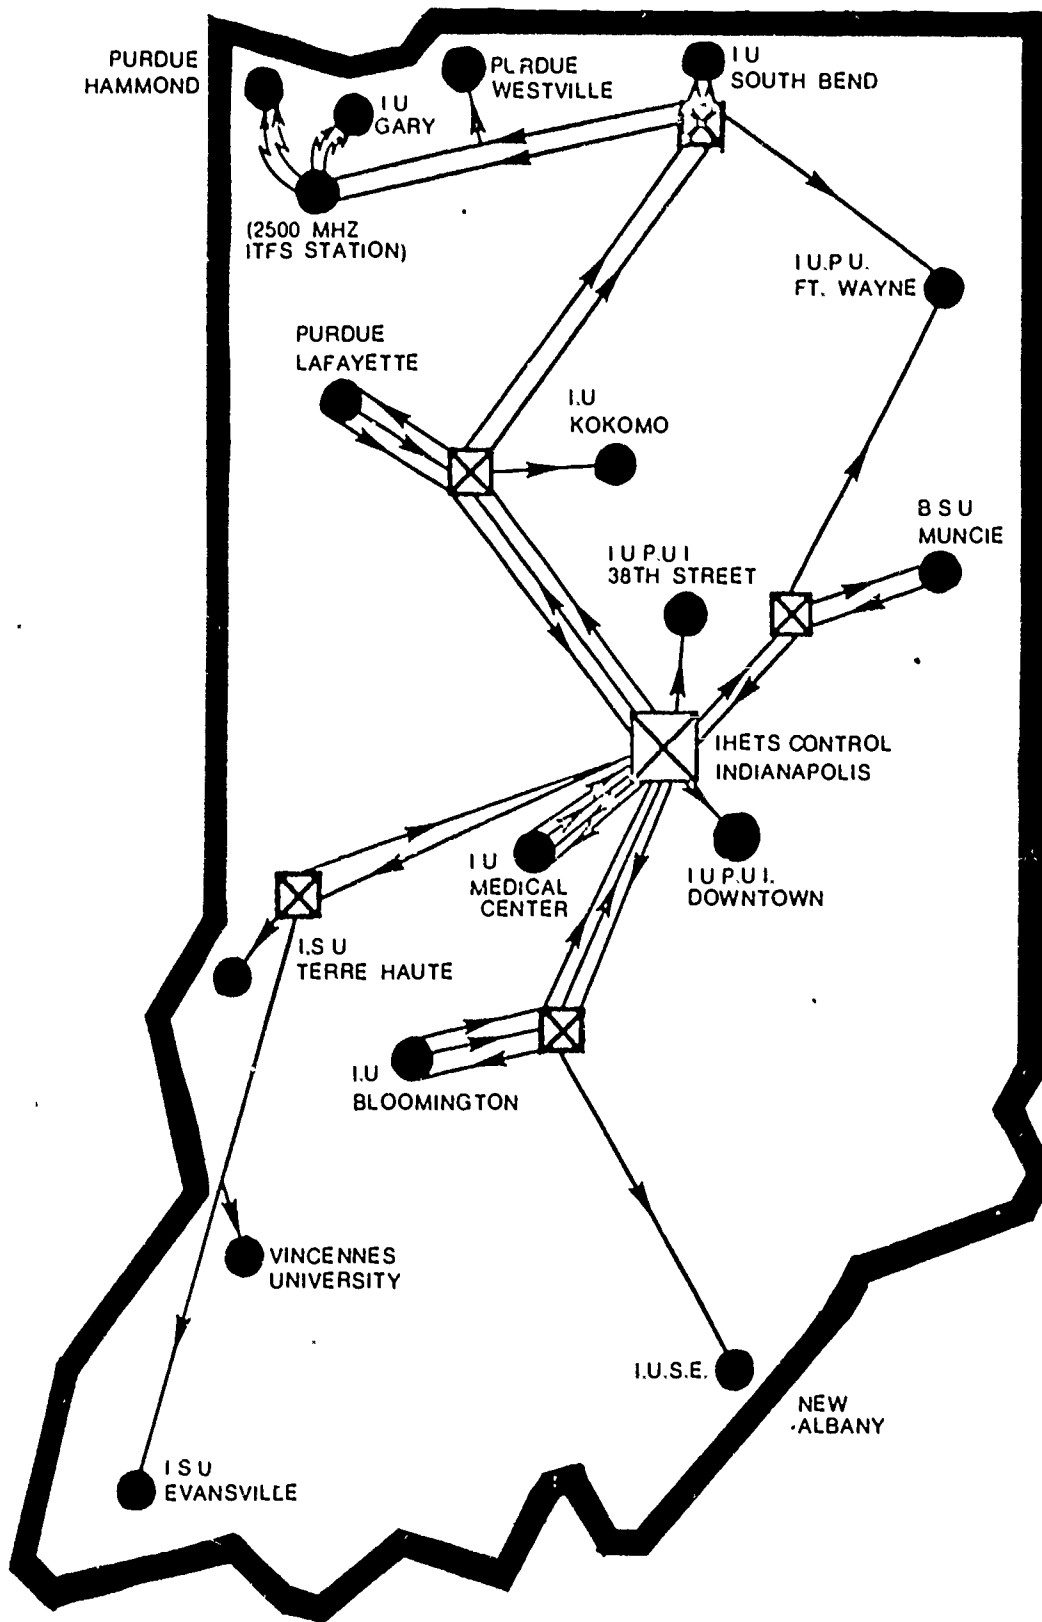 PURDUE
HAMMOND
I U
GARY
PURDUE
WESTVILLE
I U
SOUTH BEND
(2500 MHZ
ITFS STATION)
I U.P U.
FT. WAYNE
PURDUE
LAFAYETTE
I.U
KOKOMO
B S U
MUNCIE
I U P.U I
38TH STREET
IHETS CONTROL
INDIANAPOLIS
I U
MEDICAL
CENTER
I U P.U I.
DOWNTOWN
I.S U
TERRE HAUTE
I.U
BLOOMINGTON
VINCENNES
UNIVERSITY
I.U.S.E.
NEW
ALBANY
I S U
EVANSVILLE